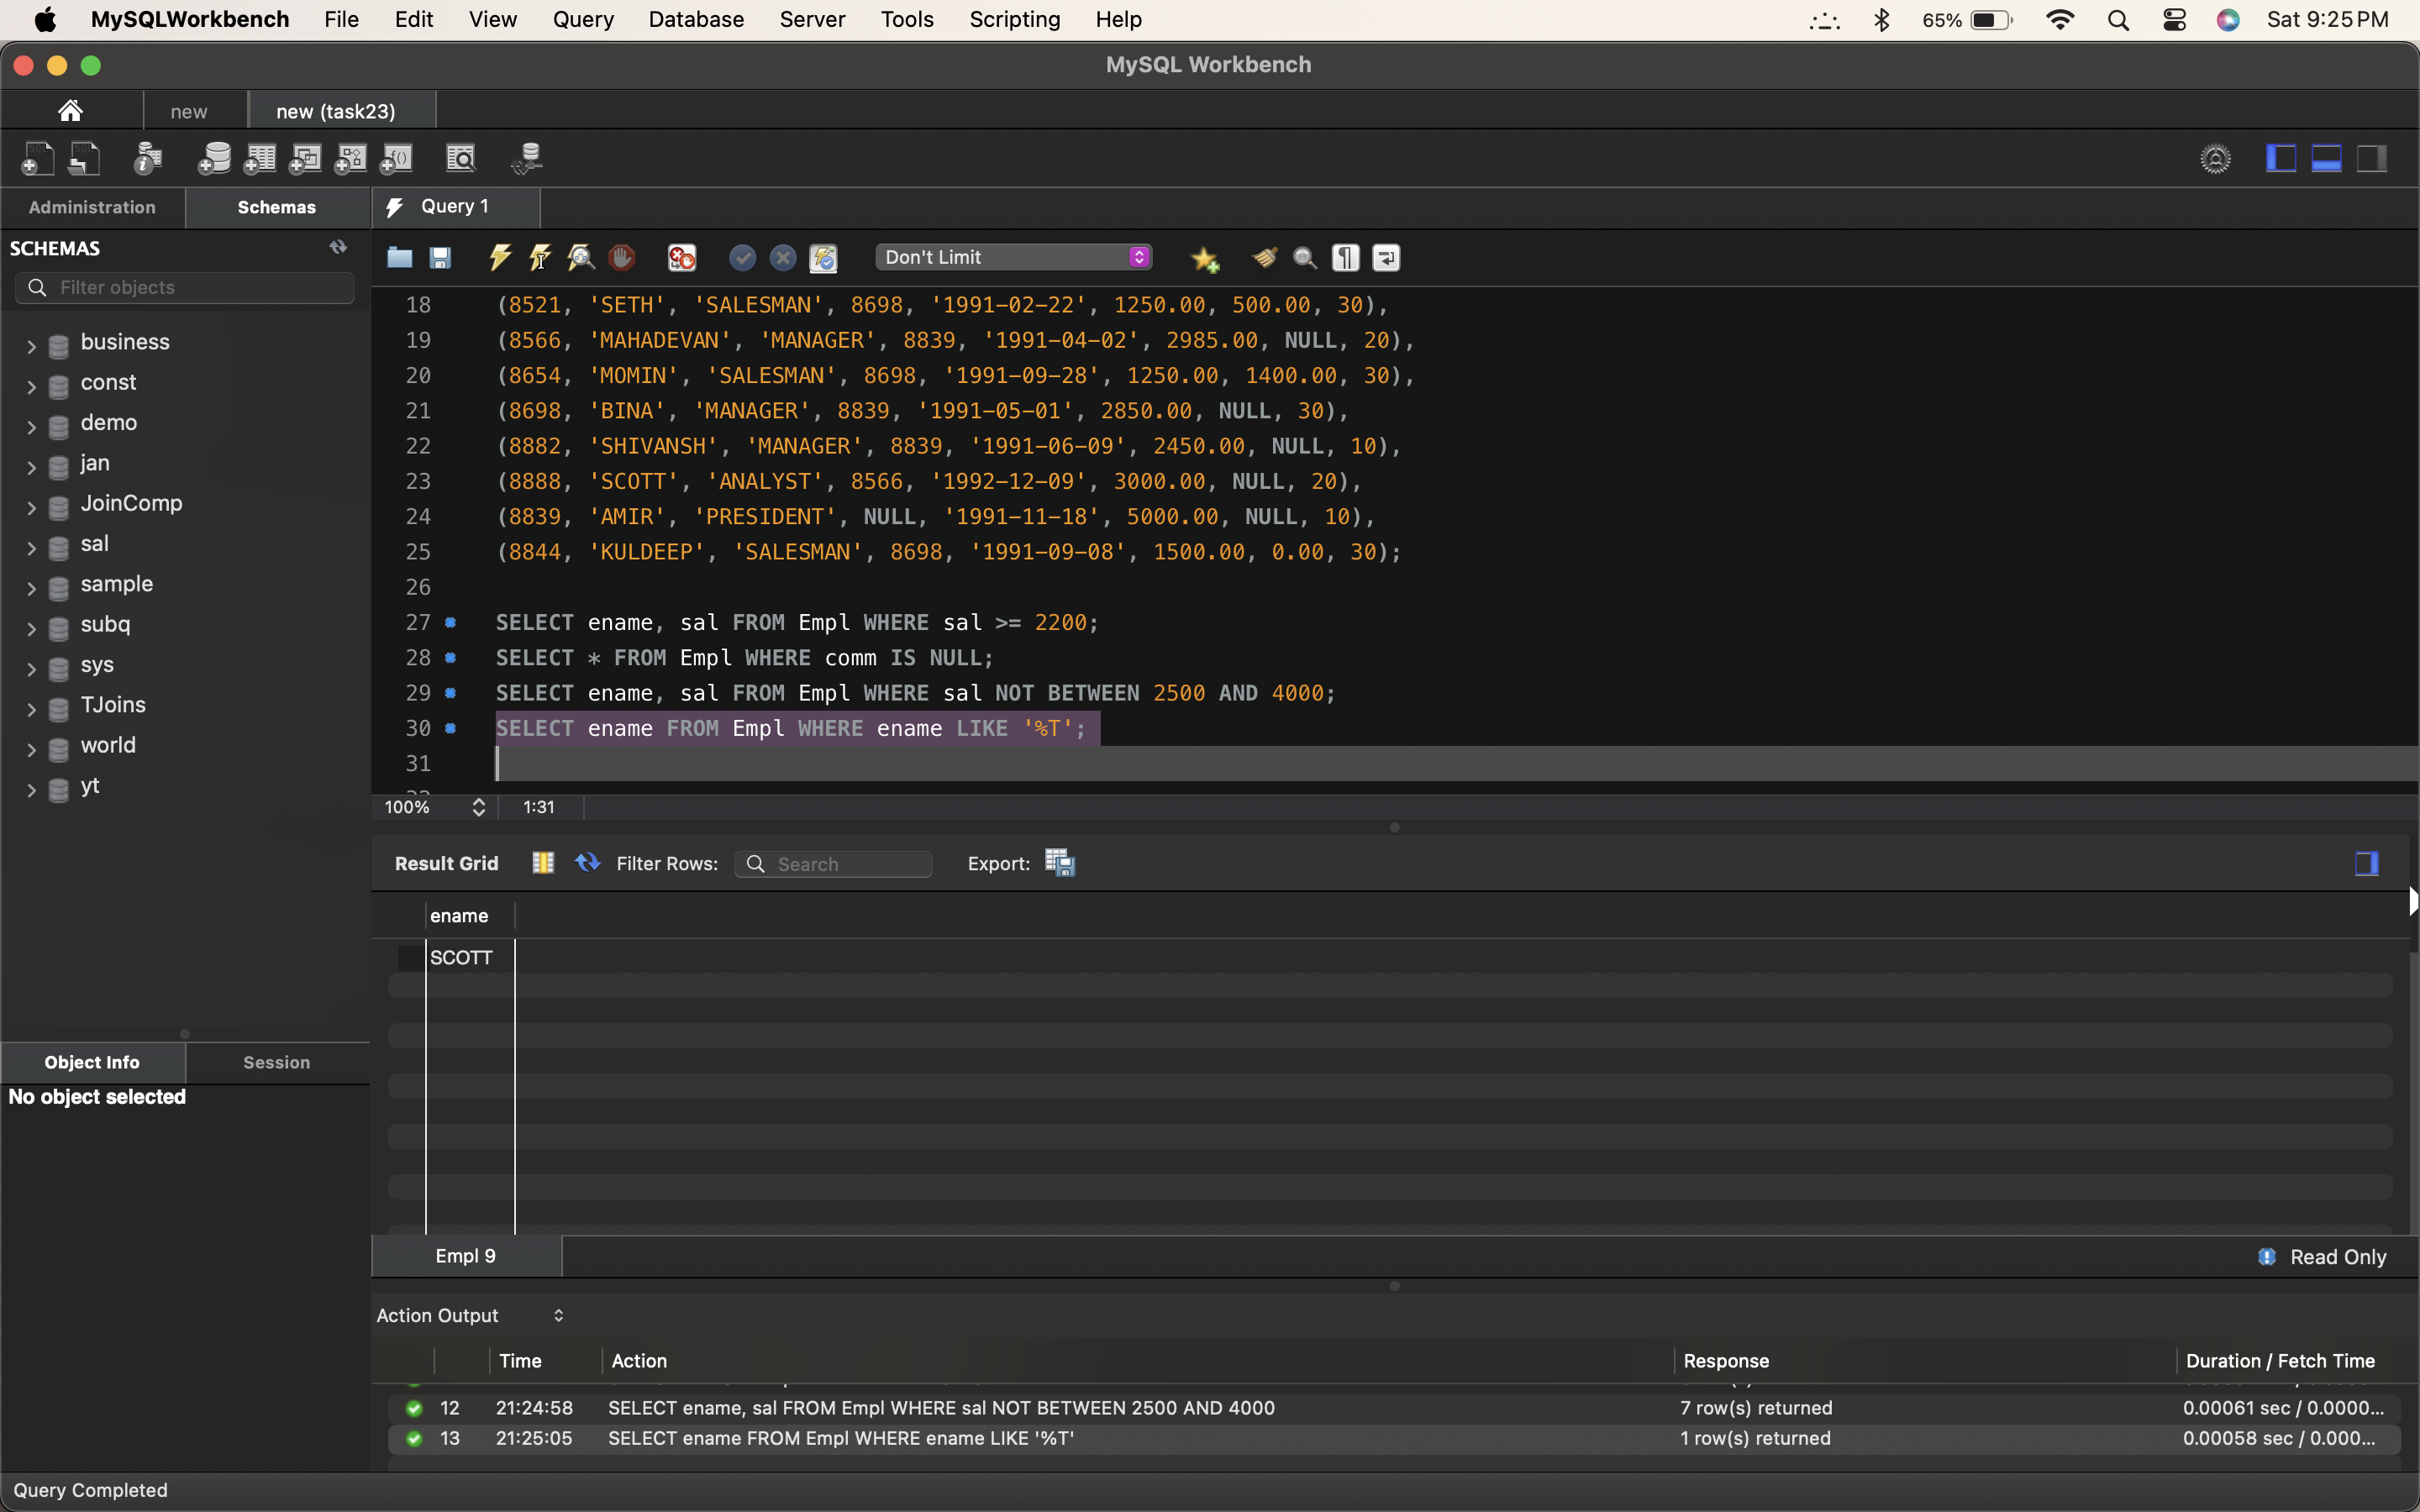 MySQLWorkbench File Edit View Query Database Server Tools Scripting Help 65% Sat 9:25 PM
MySQL Workbench
new new (task23)
Administration Schemas Query 1
SCHEMAS
Filter objects
Don't Limit
business
const
demo
jan
JoinComp
sal
sample
subq
sys
TJoins
world
yt
18 (8521, 'SETH', 'SALESMAN', 8698, '1991-02-22', 1250.00, 500.00, 30),
19 (8566, 'MAHADEVAN', 'MANAGER', 8839, '1991-04-02', 2985.00, NULL, 20),
20 (8654, 'MOMIN', 'SALESMAN', 8698, '1991-09-28', 1250.00, 1400.00, 30),
21 (8698, 'BINA', 'MANAGER', 8839, '1991-05-01', 2850.00, NULL, 30),
22 (8882, 'SHIVANSH', 'MANAGER', 8839, '1991-06-09', 2450.00, NULL, 10),
23 (8888, 'SCOTT', 'ANALYST', 8566, '1992-12-09', 3000.00, NULL, 20),
24 (8839, 'AMIR', 'PRESIDENT', NULL, '1991-11-18', 5000.00, NULL, 10),
25 (8844, 'KULDEEP', 'SALESMAN', 8698, '1991-09-08', 1500.00, 0.00, 30);
26
27 SELECT ename, sal FROM Empl WHERE sal >= 2200;
28 SELECT * FROM Empl WHERE comm IS NULL;
29 SELECT ename, sal FROM Empl WHERE sal NOT BETWEEN 2500 AND 4000;
30 SELECT ename FROM Empl WHERE ename LIKE '%T';
31
100% 1:31
Result Grid Filter Rows: Search Export:
ename
SCOTT
Object Info Session
No object selected
Empl 9 Read Only
Action Output
Time Action Response Duration / Fetch Time
12 21:24:58 SELECT ename, sal FROM Empl WHERE sal NOT BETWEEN 2500 AND 4000 7 row(s) returned 0.00061 sec / 0.0000...
13 21:25:05 SELECT ename FROM Empl WHERE ename LIKE '%T' 1 row(s) returned 0.00058 sec / 0.000...
Query Completed